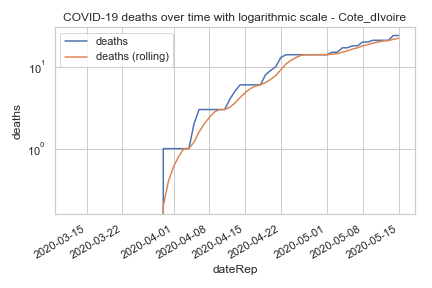 COVID-19 deaths over time with logarithmic scale - Cote_dIvoire
deaths
deaths (rolling)
10¹
10⁰
deaths
2020-03-15
2020-03-22
2020-04-01
2020-04-08
2020-04-15
2020-04-22
2020-05-01
2020-05-08
2020-05-15
dateRep